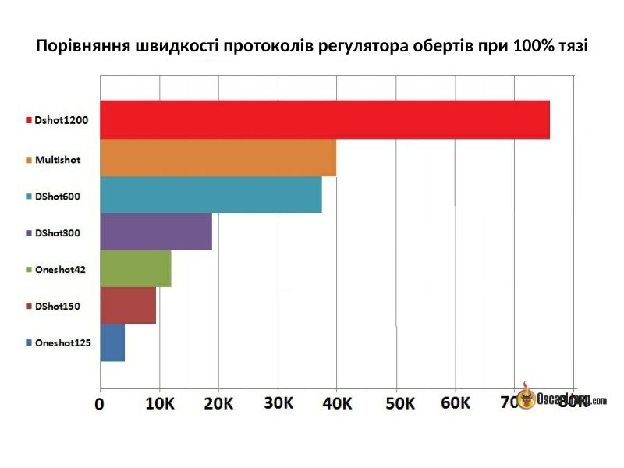 Порівняння швидкості протоколів регулятора обертів при 100% тязі
Dshot1200
Multishot
DShot600
DShot300
Oneshot42
DShot150
Oneshot125
0 10K 20K 30K 40K 50K 60K